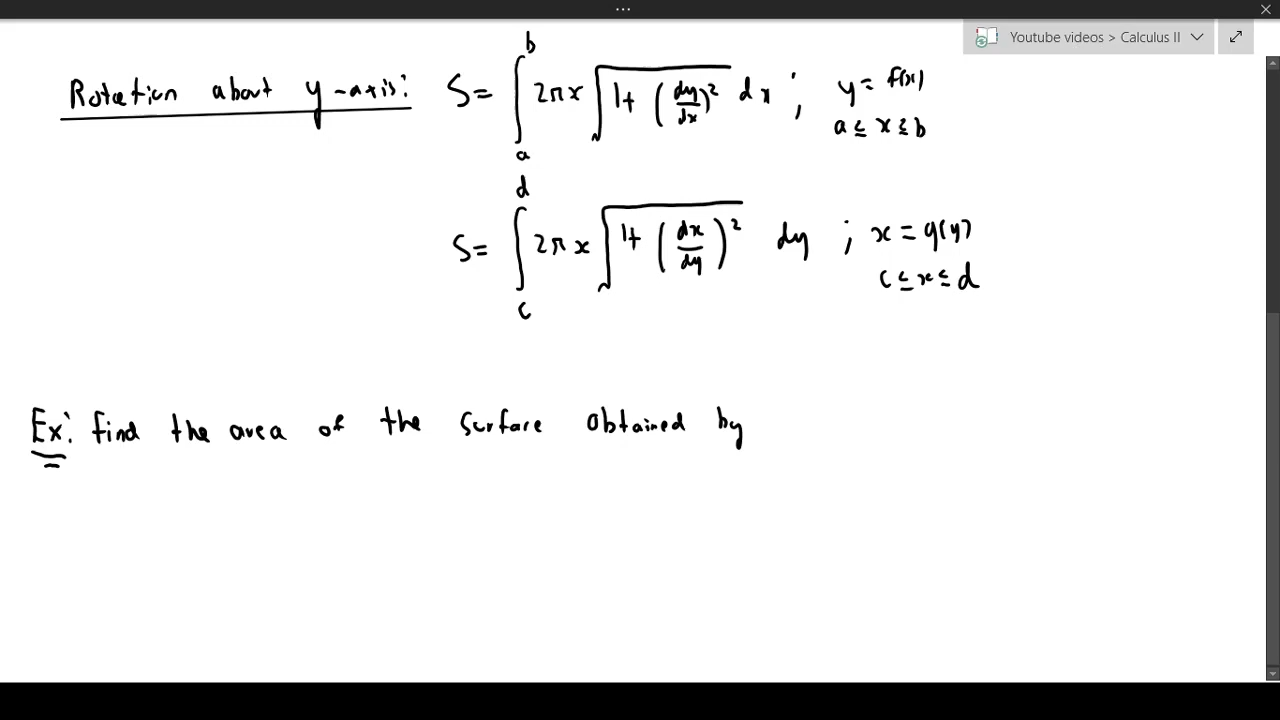 ...
Youtube videos > Calculus II
Rotation about y-axis: S = ∫_a^b 2πx √(1+(dy/dx)²) dx ; y = f(x)
a ≤ x ≤ b
S = ∫_c^d 2πx √(1+(dx/dy)²) dy ; x = g(y)
c ≤ x ≤ d
Ex: find the area of the surface obtained by